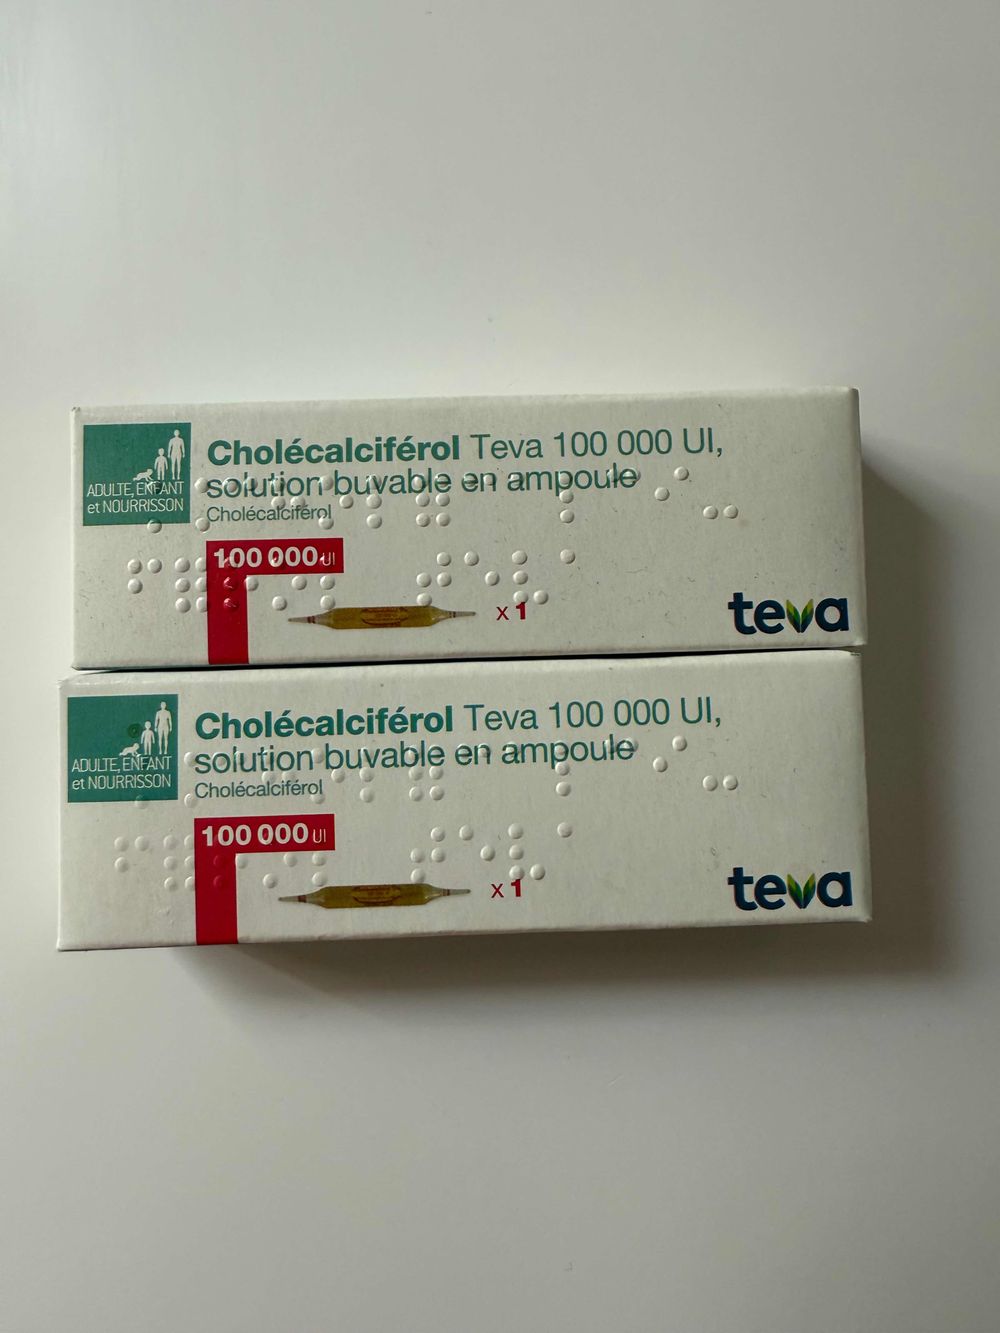 Cholécalciférol Teva 100 000 UI,
solution buvable en ampoule
Cholécalciférol
ADULTE, ENFANT
et NOURRISSON
100 000 UI
x 1
teva
Cholécalciférol Teva 100 000 UI,
solution buvable en ampoule
Cholécalciférol
ADULTE, ENFANT
et NOURRISSON
100 000 UI
x 1
teva